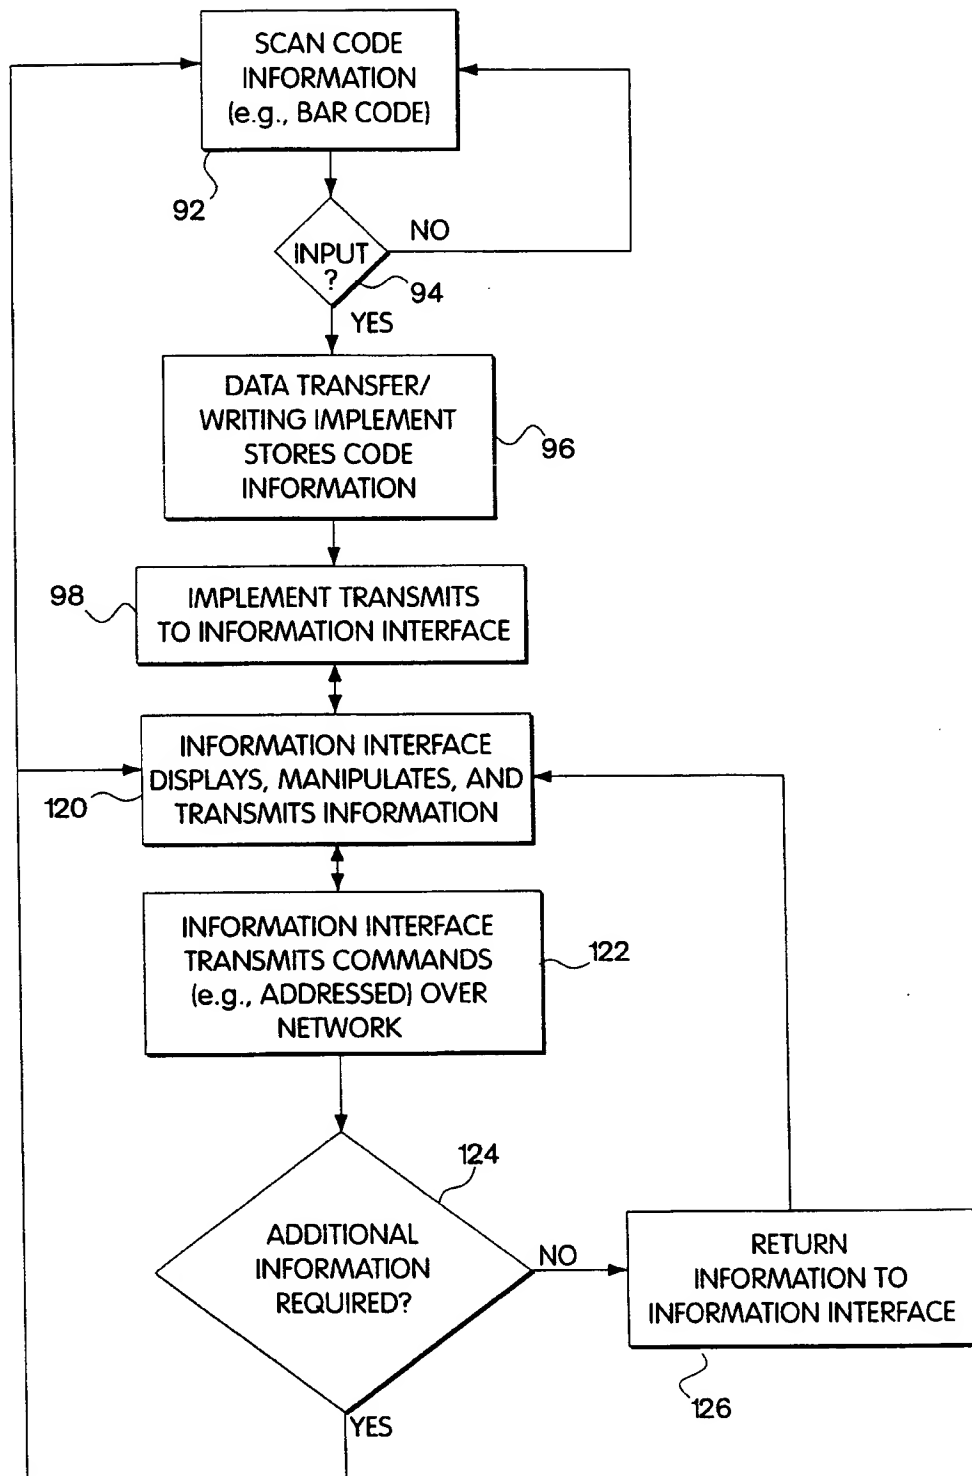 SCAN CODE
INFORMATION
(e.g., BAR CODE)
92
INPUT
?
NO
94
YES
DATA TRANSFER/
WRITING IMPLEMENT
STORES CODE
INFORMATION
96
98
IMPLEMENT TRANSMITS
TO INFORMATION INTERFACE
INFORMATION INTERFACE
DISPLAYS, MANIPULATES, AND
TRANSMITS INFORMATION
120
INFORMATION INTERFACE
TRANSMITS COMMANDS
(e.g., ADDRESSED) OVER
NETWORK
122
124
ADDITIONAL
INFORMATION
REQUIRED?
NO
RETURN
INFORMATION TO
INFORMATION INTERFACE
126
YES